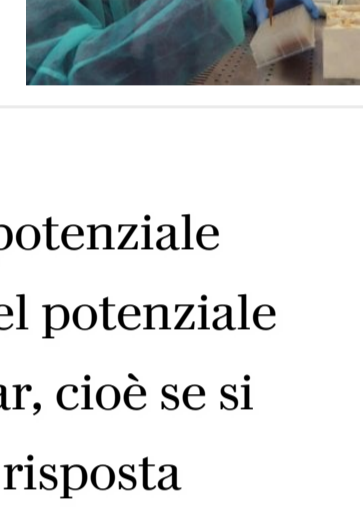 potenziale
el potenziale
ar, cioè se si
risposta